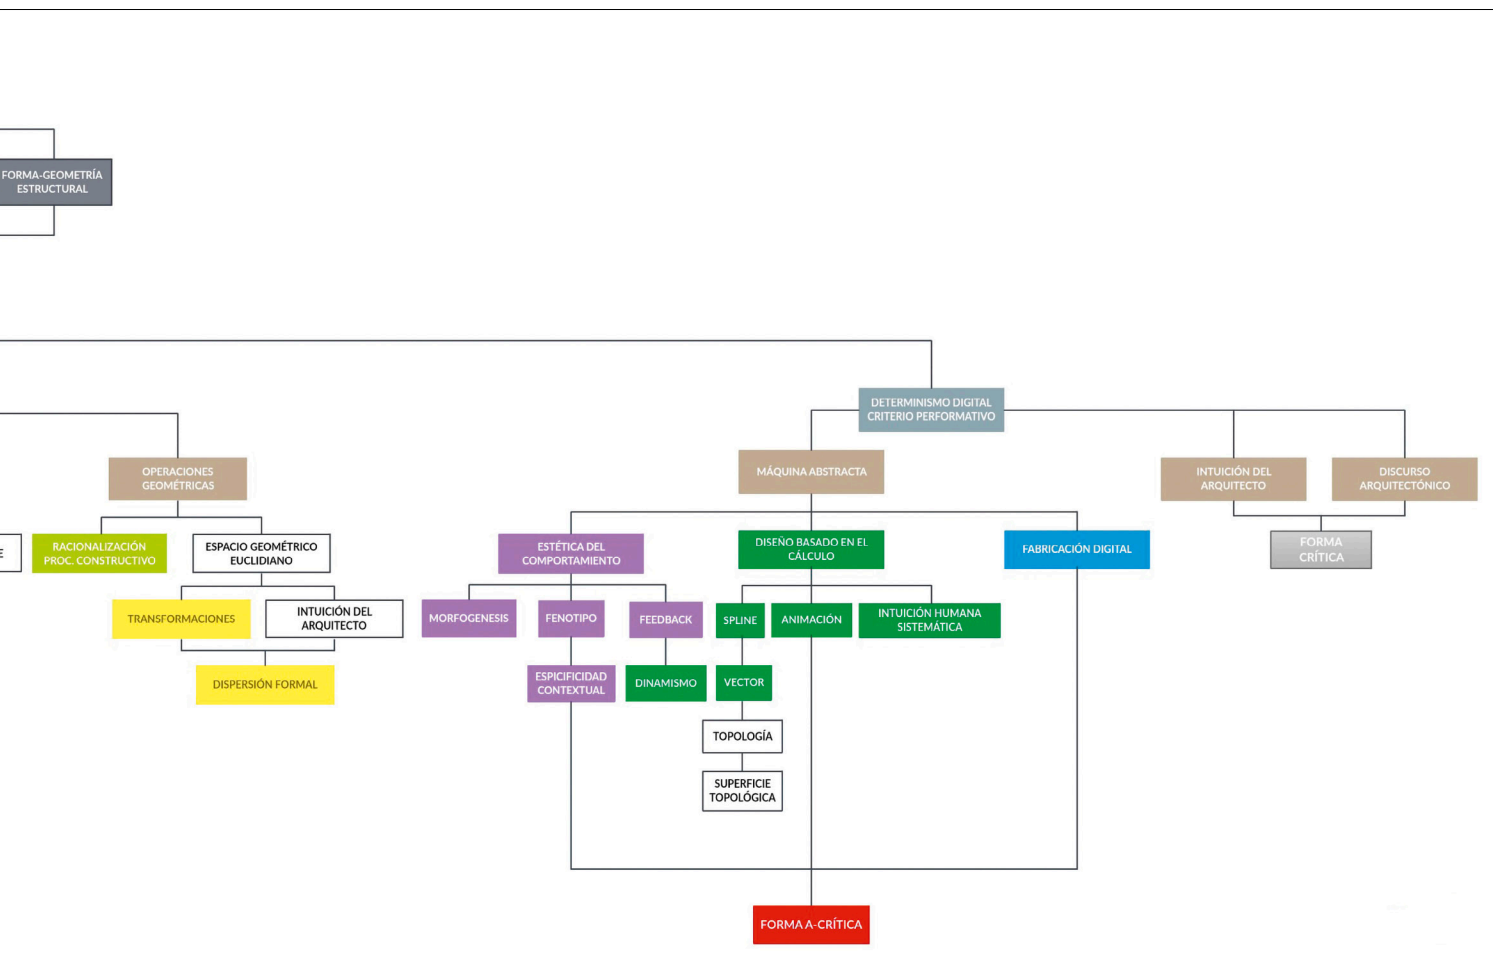 FORMA-GEOMETRÍA
ESTRUCTURAL
DETERMINISMO DIGITAL
CRITERIO PERFORMATIVO
OPERACIONES
GEOMÉTRICAS
MÁQUINA ABSTRACTA
INTUICIÓN DEL
ARQUITECTO
DISCURSO
ARQUITECTÓNICO
E
RACIONALIZACIÓN
PROC. CONSTRUCTIVO
ESPACIO GEOMÉTRICO
EUCLIDIANO
ESTÉTICA DEL
COMPORTAMIENTO
DISEÑO BASADO EN EL
CÁLCULO
FABRICACIÓN DIGITAL
FORMA
CRÍTICA
TRANSFORMACIONES
INTUICIÓN DEL
ARQUITECTO
MORFOGENESIS
FENOTIPO
FEEDBACK
SPLINE
ANIMACIÓN
INTUICIÓN HUMANA
SISTEMÁTICA
DISPERSIÓN FORMAL
ESPICIFICIDAD
CONTEXTUAL
DINAMISMO
VECTOR
TOPOLOGÍA
SUPERFICIE
TOPOLÓGICA
FORMA A-CRÍTICA